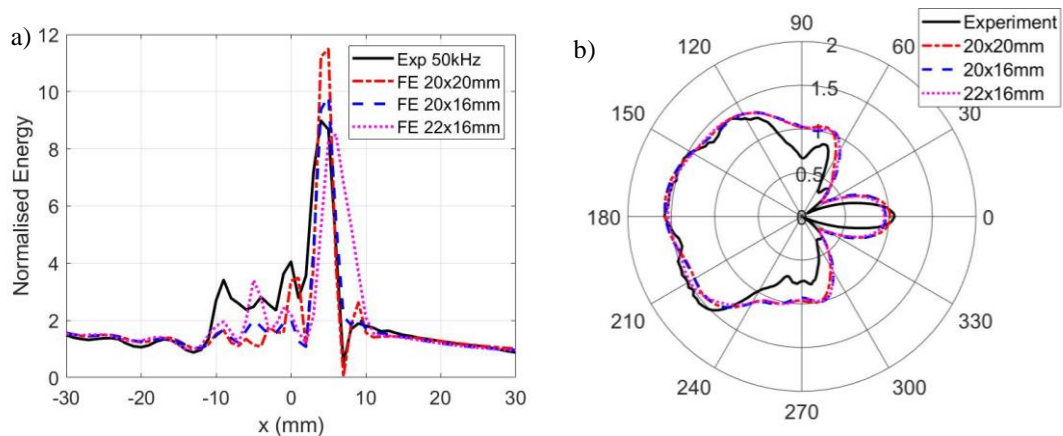 a)
12
10
8
6
4
2
0
Normalised Energy
-30 -20 -10 0 10 20 30
x (mm)
Exp 50kHz
FE 20x20mm
FE 20x16mm
FE 22x16mm
b)
90
120
60
150
30
180
0
210
330
240
300
270
2
1.5
1
0.5
0
Experiment
20x20mm
20x16mm
22x16mm